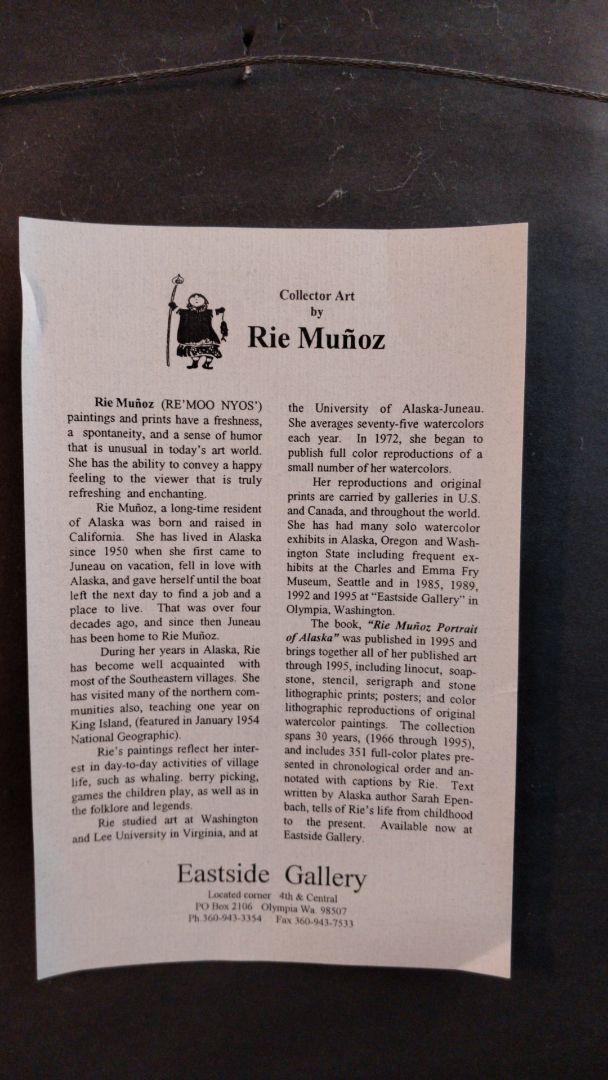 Collector Art
by
Rie Muñoz
Rie Muñoz (RE'MOO NYOS')
paintings and prints have a freshness,
a spontaneity, and a sense of humor
that is unusual in today's art world.
She has the ability to convey a happy
feeling to the viewer that is truly
refreshing and enchanting.
Rie Muñoz, a long-time resident
of Alaska was born and raised in
California. She has lived in Alaska
since 1950 when she first came to
Juneau on vacation, fell in love with
Alaska, and gave herself until the boat
left the next day to find a job and a
place to live. That was over four
decades ago, and since then Juneau
has been home to Rie Muñoz.
During her years in Alaska, Rie
has become well acquainted with
most of the Southeastern villages. She
has visited many of the northern com-
munities also, teaching one year on
King Island, (featured in January 1954
National Geographic).
Rie's paintings reflect her inter-
est in day-to-day activities of village
life, such as whaling. berry picking,
games the children play, as well as in
the folklore and legends.
Rie studied art at Washington
and Lee University in Virginia, and at
the University of Alaska-Juneau.
She averages seventy-five watercolors
each year. In 1972, she began to
publish full color reproductions of a
small number of her watercolors.
Her reproductions and original
prints are carried by galleries in U.S.
and Canada, and throughout the world.
She has had many solo watercolor
exhibits in Alaska, Oregon and Wash-
ington State including frequent ex-
hibits at the Charles and Emma Fry
Museum, Seattle and in 1985, 1989,
1992 and 1995 at "Eastside Gallery" in
Olympia, Washington.
The book, "Rie Muñoz Portrait
of Alaska" was published in 1995 and
brings together all of her published art
through 1995, including linocut, soap-
stone, stencil, serigraph and stone
lithographic prints; posters; and color
lithographic reproductions of original
watercolor paintings. The collection
spans 30 years, (1966 through 1995),
and includes 351 full-color plates pre-
sented in chronological order and an-
notated with captions by Rie. Text
written by Alaska author Sarah Epen-
bach, tells of Rie's life from childhood
to the present. Available now at
Eastside Gallery.
Eastside Gallery
Located corner 4th & Central
PO Box 2106 Olympia Wa. 98507
Ph 360-943-3354 Fax 360-943-7533